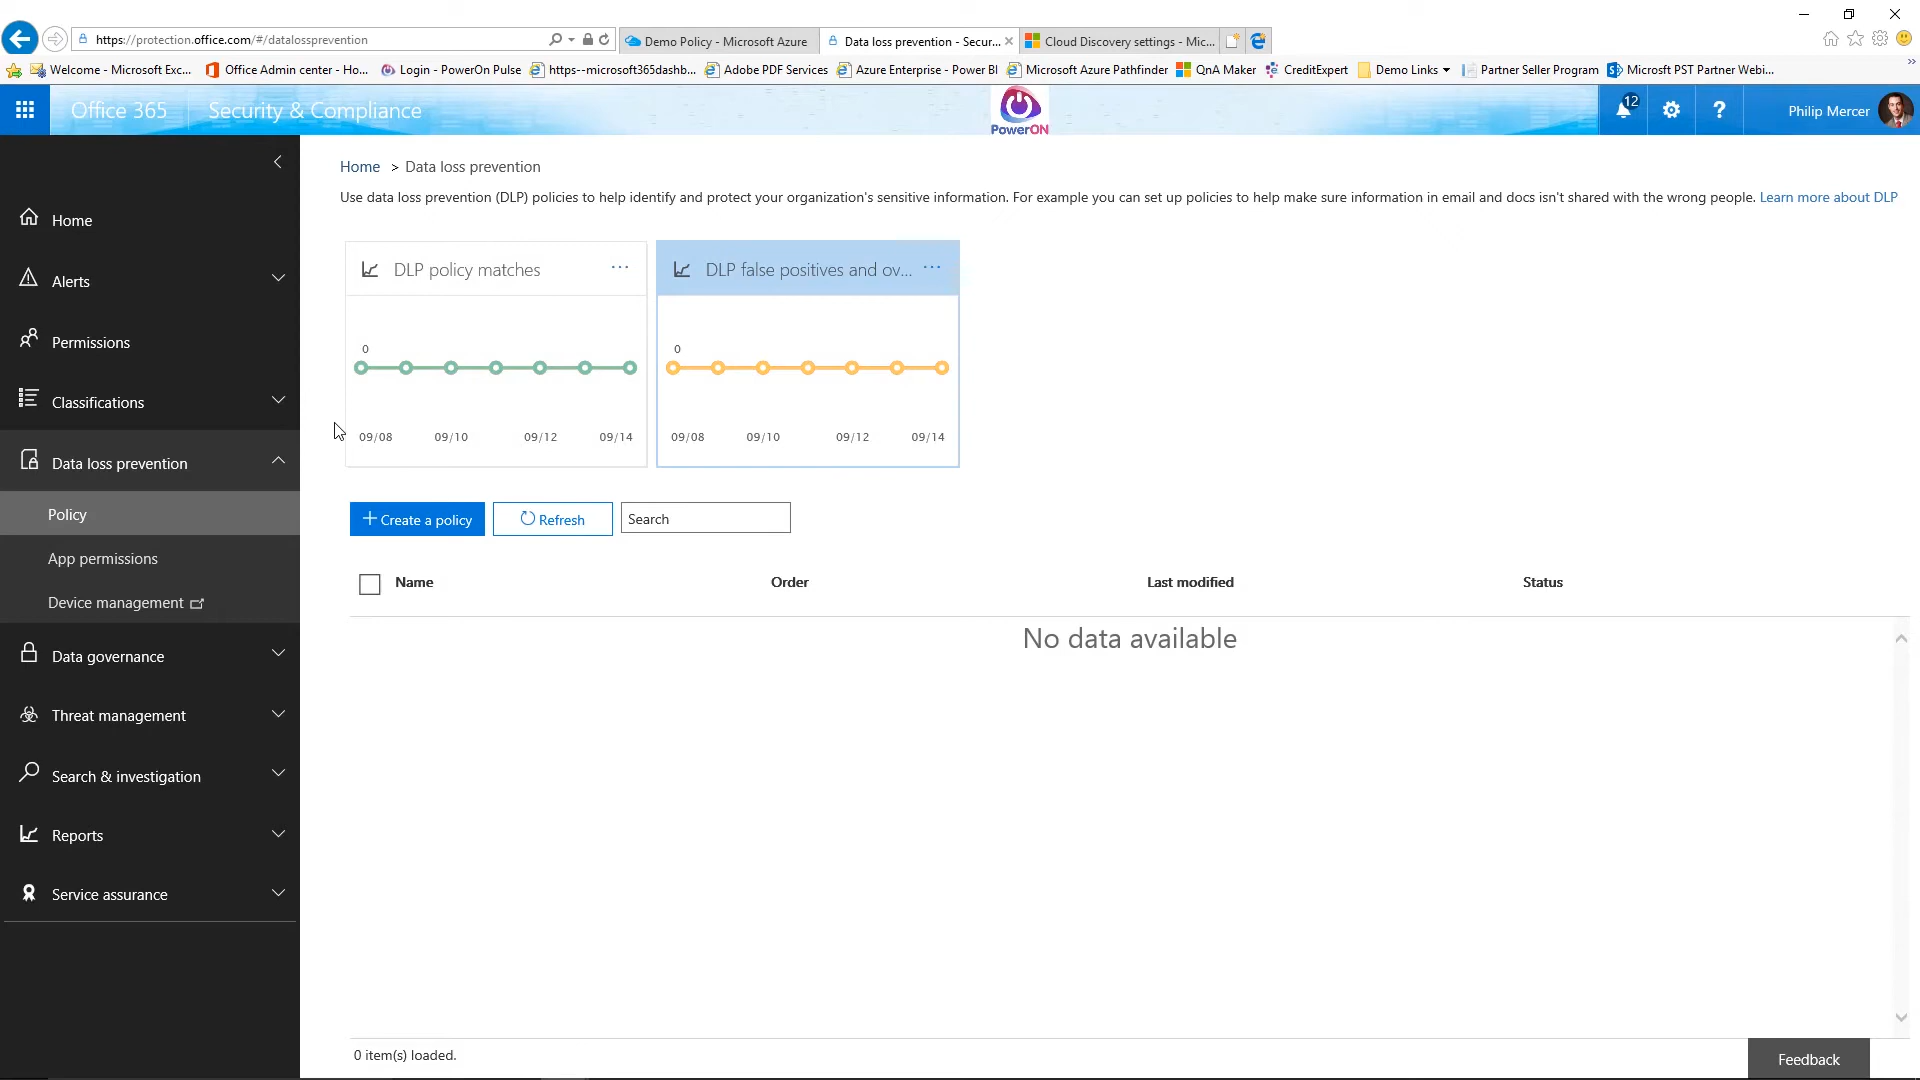 https://protection.office.com/#/datalossprevention
Demo Policy - Microsoft Azure
Data loss prevention - Secur...
Cloud Discovery settings - Mic...
Welcome - Microsoft Exc...
Office Admin center - Ho...
Login - PowerOn Pulse
https--microsoft365dashb...
Adobe PDF Services
Azure Enterprise - Power BI
Microsoft Azure Pathfinder
QnA Maker
CreditExpert
Demo Links
Partner Seller Program
Microsft PST Partner Webi...
Office 365
Security & Compliance
PowerON
12
?
Philip Mercer
Home
Alerts
Permissions
Classifications
Data loss prevention
Policy
App permissions
Device management
Data governance
Threat management
Search & investigation
Reports
Service assurance
Home > Data loss prevention
Use data loss prevention (DLP) policies to help identify and protect your organization's sensitive information. For example you can set up policies to help make sure information in email and docs isn't shared with the wrong people. Learn more about DLP
DLP policy matches ...
0
09/08 09/10 09/12 09/14
DLP false positives and ov... ...
0
09/08 09/10 09/12 09/14
+ Create a policy
Refresh
Search
Name Order Last modified Status
No data available
0 item(s) loaded.
Feedback